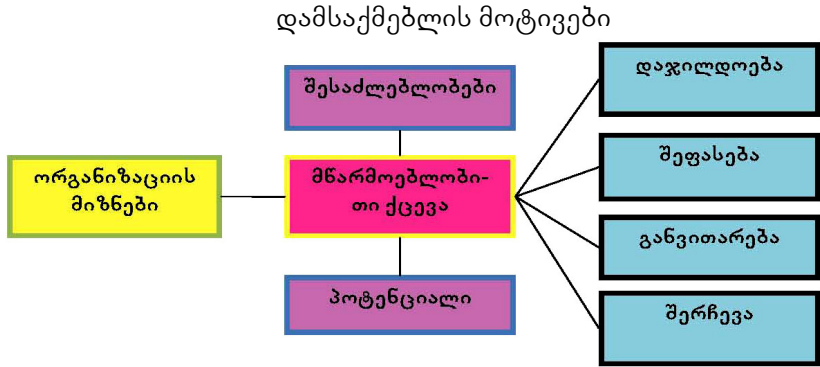 დამსაქმებლის მოტივები
შესაძლებლობები
ორგანიზაციის
მიზნები
მწარმოებლობი-
თი ქცევა
პოტენციალი
დაჯილდოება
შეფასება
განვითარება
შერჩევა